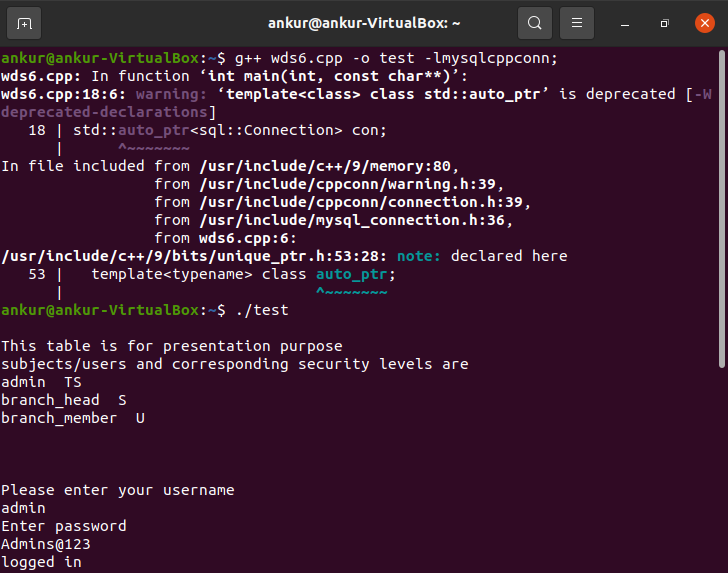 ankur@ankur-VirtualBox: ~
ankur@ankur-VirtualBox:~$ g++ wds6.cpp -o test -lmysqlcppconn;
wds6.cpp: In function ‘int main(int, const char**)’:
wds6.cpp:18:6: warning: ‘template<class> class std::auto_ptr’ is deprecated [-W
deprecated-declarations]
   18 | std::auto_ptr<sql::Connection> con;
      |      ^~~~~~~~
In file included from /usr/include/c++/9/memory:80,
                 from /usr/include/cppconn/warning.h:39,
                 from /usr/include/cppconn/connection.h:39,
                 from /usr/include/mysql_connection.h:36,
                 from wds6.cpp:6:
/usr/include/c++/9/bits/unique_ptr.h:53:28: note: declared here
   53 |   template<typename> class auto_ptr;
      |                            ^~~~~~~~
ankur@ankur-VirtualBox:~$ ./test
This table is for presentation purpose
subjects/users and corresponding security levels are
admin  TS
branch_head  S
branch_member  U
Please enter your username
admin
Enter password
Admins@123
logged in